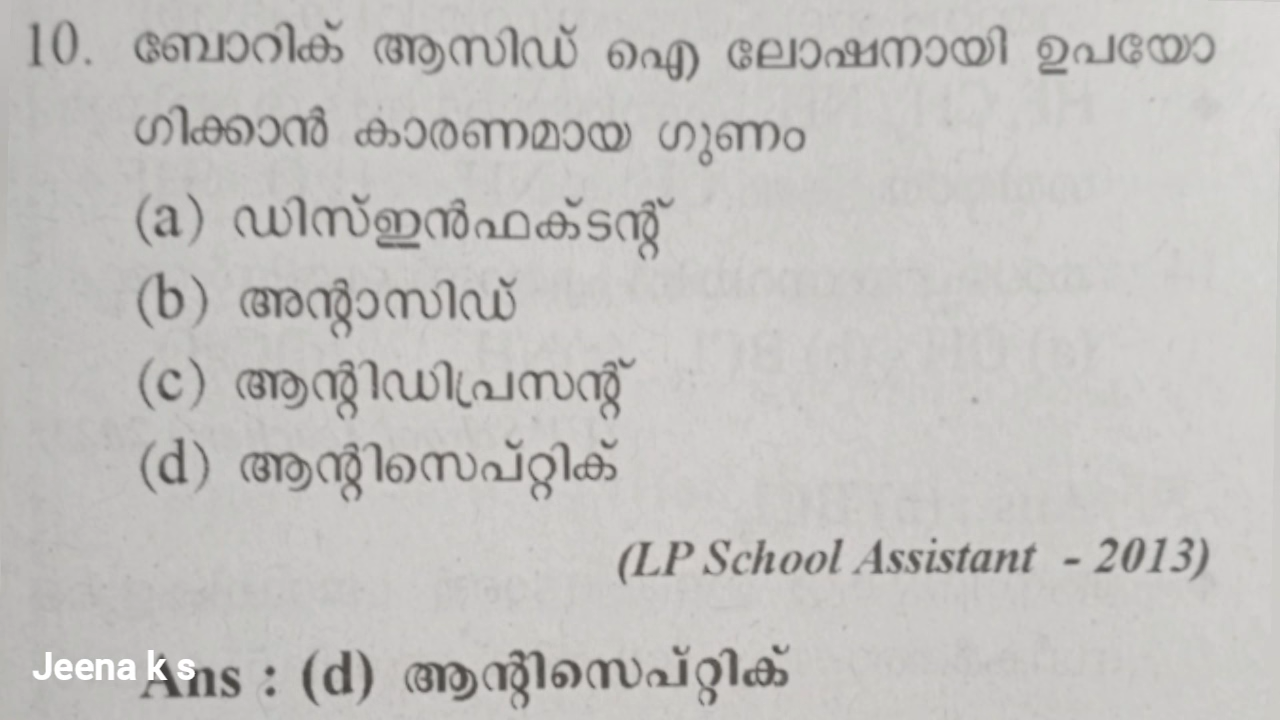 10. ബോറിക് ആസിഡ് ഐ ലോഷനായി ഉപയോ
ഗിക്കാൻ കാരണമായ ഗുണം
(a) ഡിസ്ഇൻഫക്ടന്റ്
(b) അന്റാസിഡ്
(c) ആന്റിഡിപ്രസന്റ്
(d) ആന്റിസെപ്റ്റിക്
(LP School Assistant - 2013)
Jeena k s
Ans : (d) ആന്റിസെപ്റ്റിക്